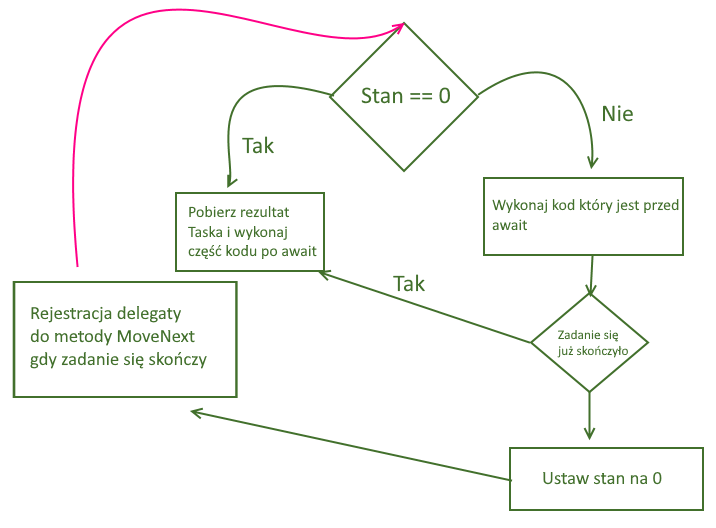 Stan == 0
Tak
Nie
Pobierz rezultat
Taska i wykonaj
część kodu po await
Wykonaj kod który jest przed
await
Tak
Rejestracja delegaty
do metody MoveNext
gdy zadanie się skończy
Zadanie się
już skończyło
Ustaw stan na 0